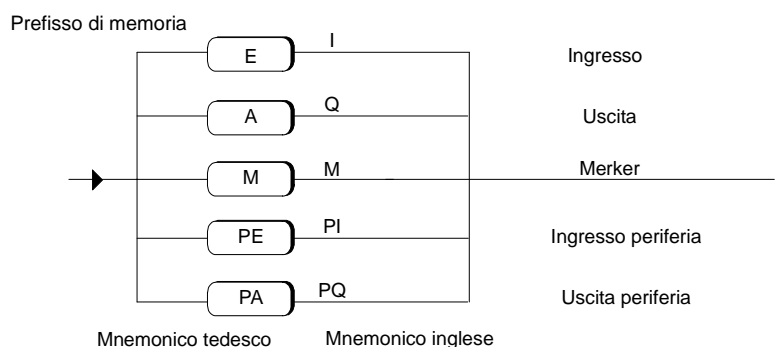 Prefisso di memoria
E I Ingresso
A Q Uscita
M M Merker
PE PI Ingresso periferia
PA PQ Uscita periferia
Mnemonico tedesco Mnemonico inglese